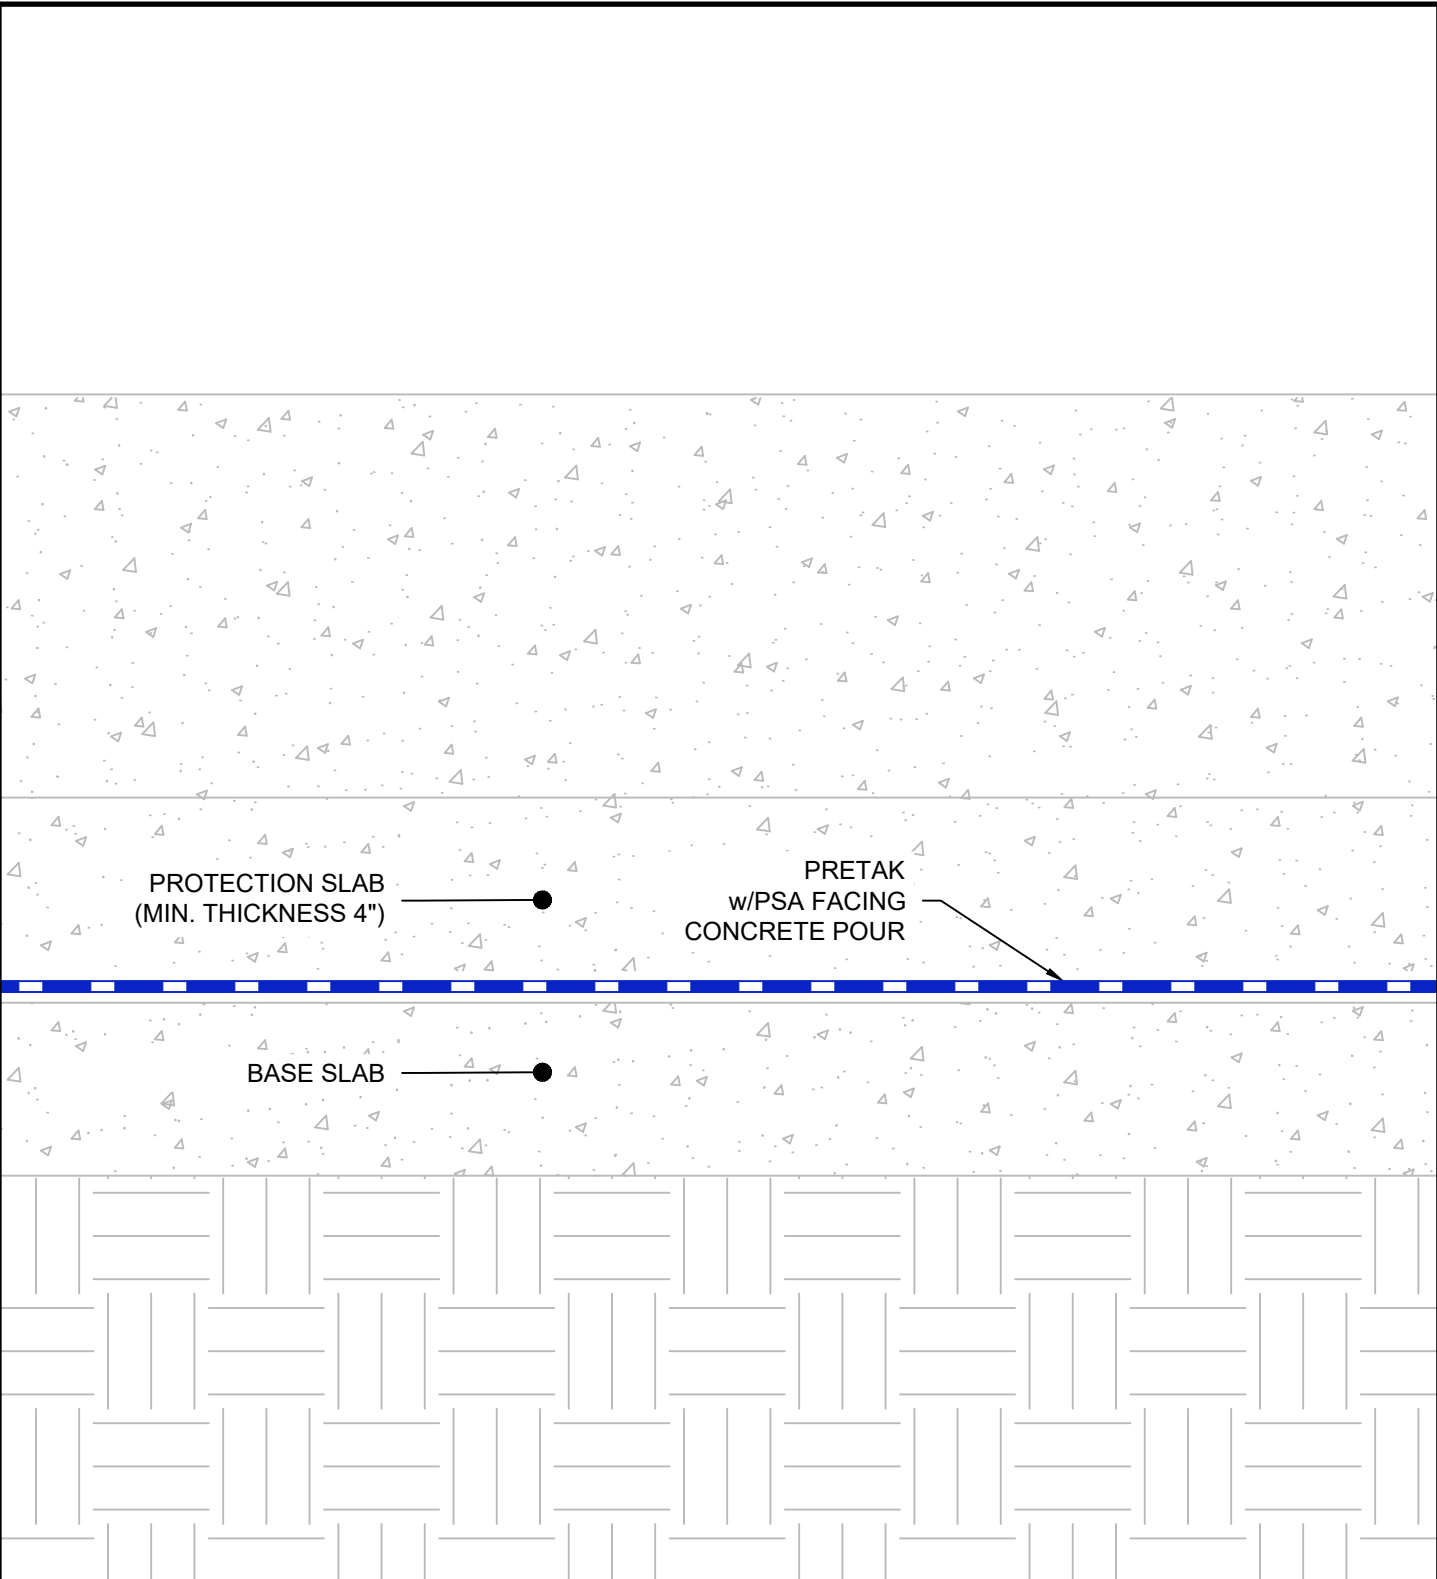 PROTECTION SLAB
(MIN. THICKNESS 4")
PRETAK
w/PSA FACING
CONCRETE POUR
BASE SLAB